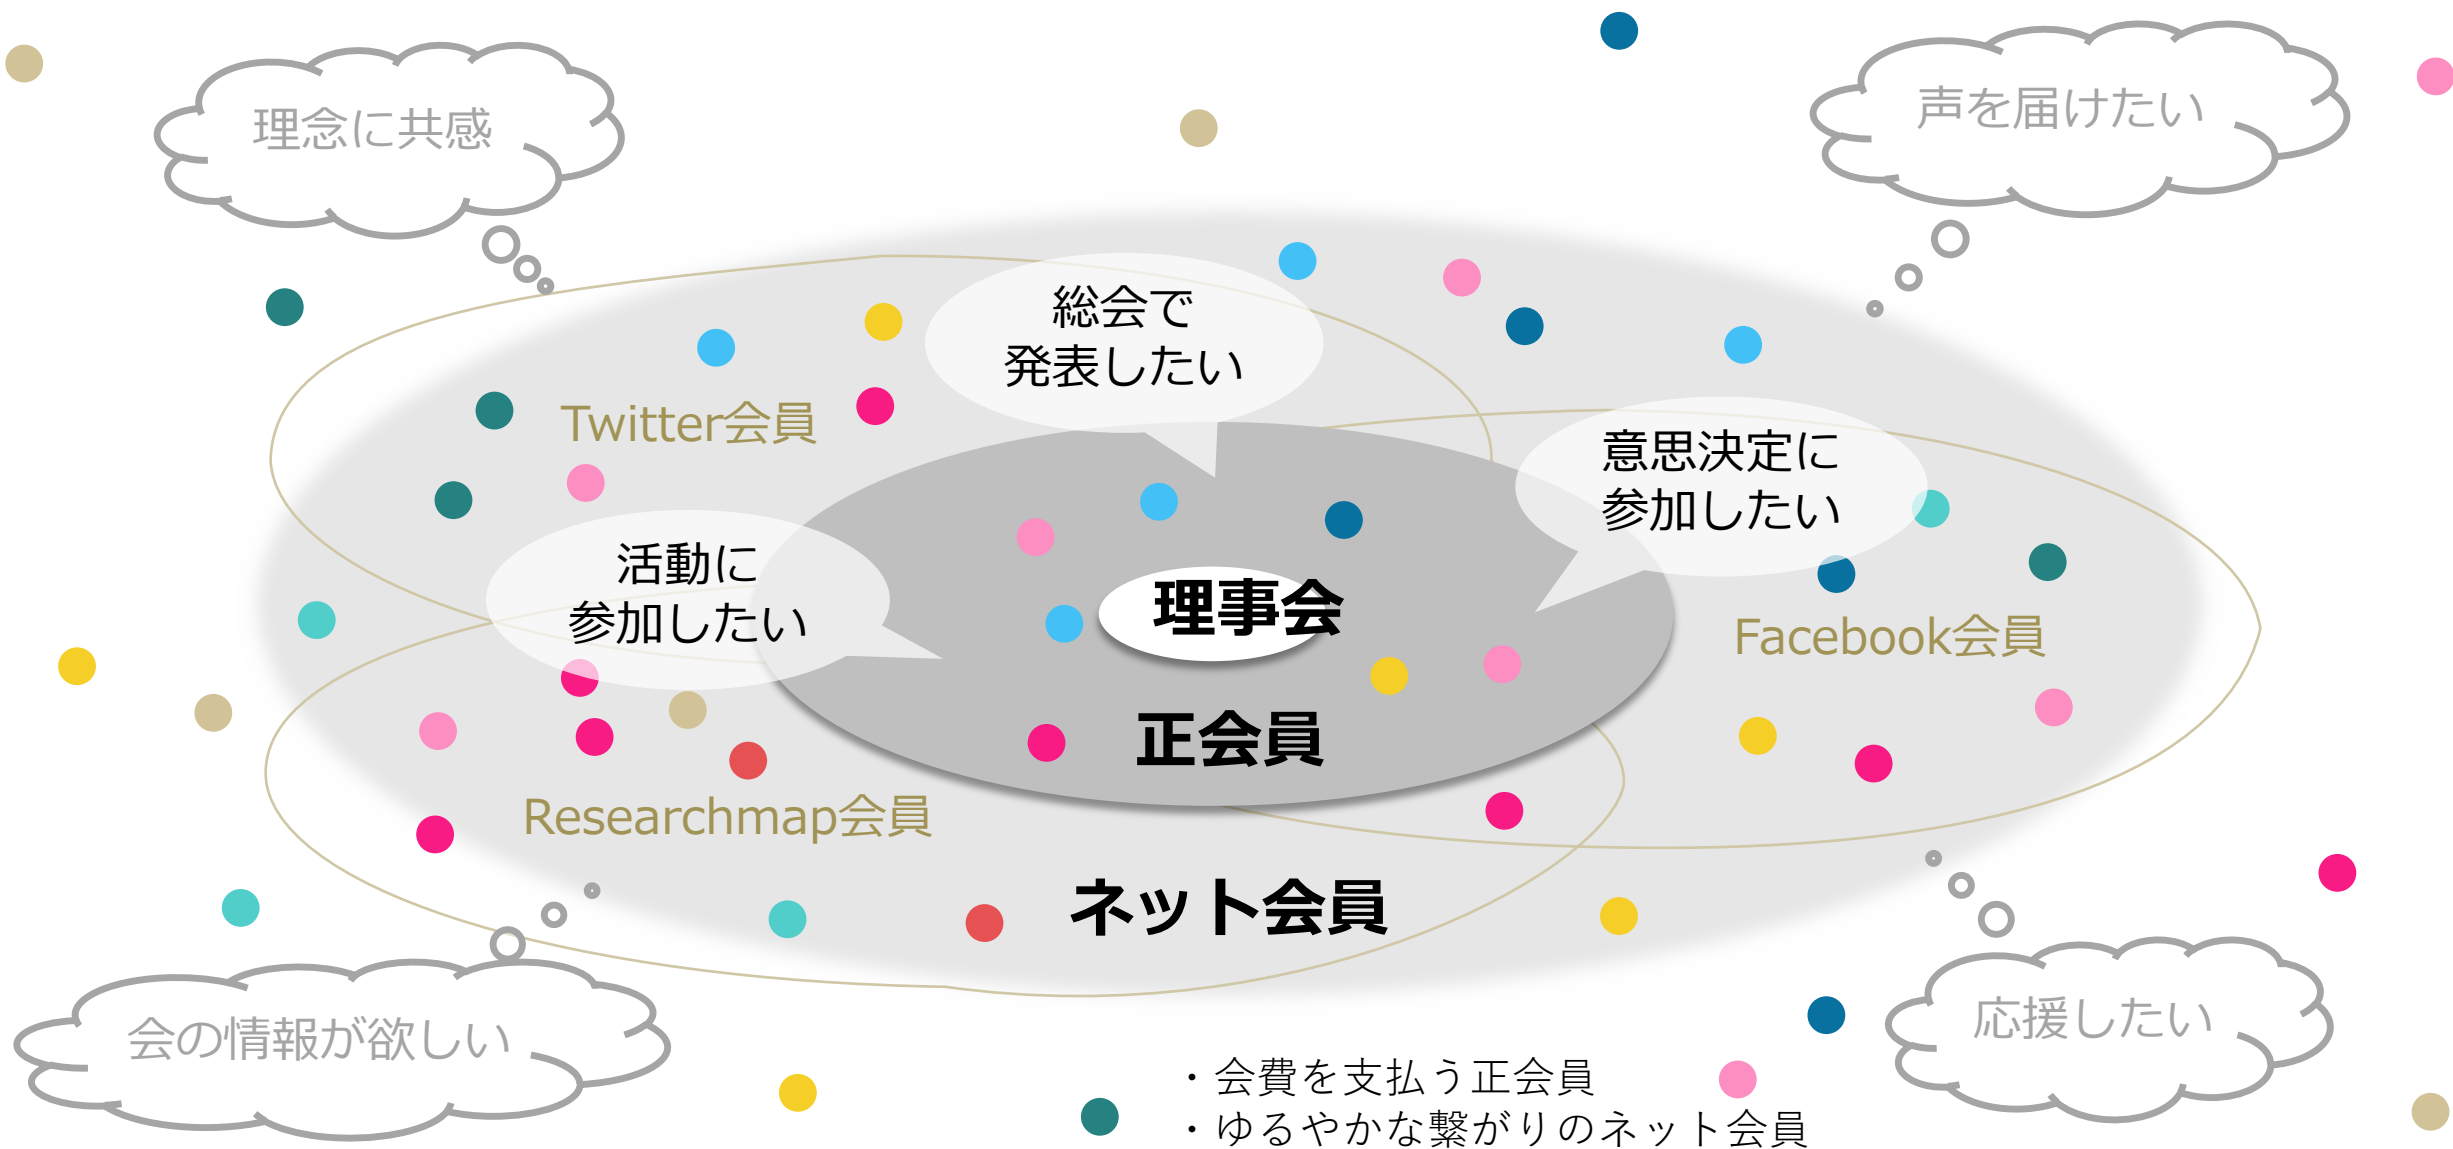 理念に共感
声を届けたい
総会で
発表したい
Twitter会員
意思決定に
参加したい
活動に
参加したい
理事会
Facebook会員
正会員
Researchmap会員
ネット会員
会の情報が欲しい
応援したい
・会費を支払う正会員
・ゆるやかな繋がりのネット会員